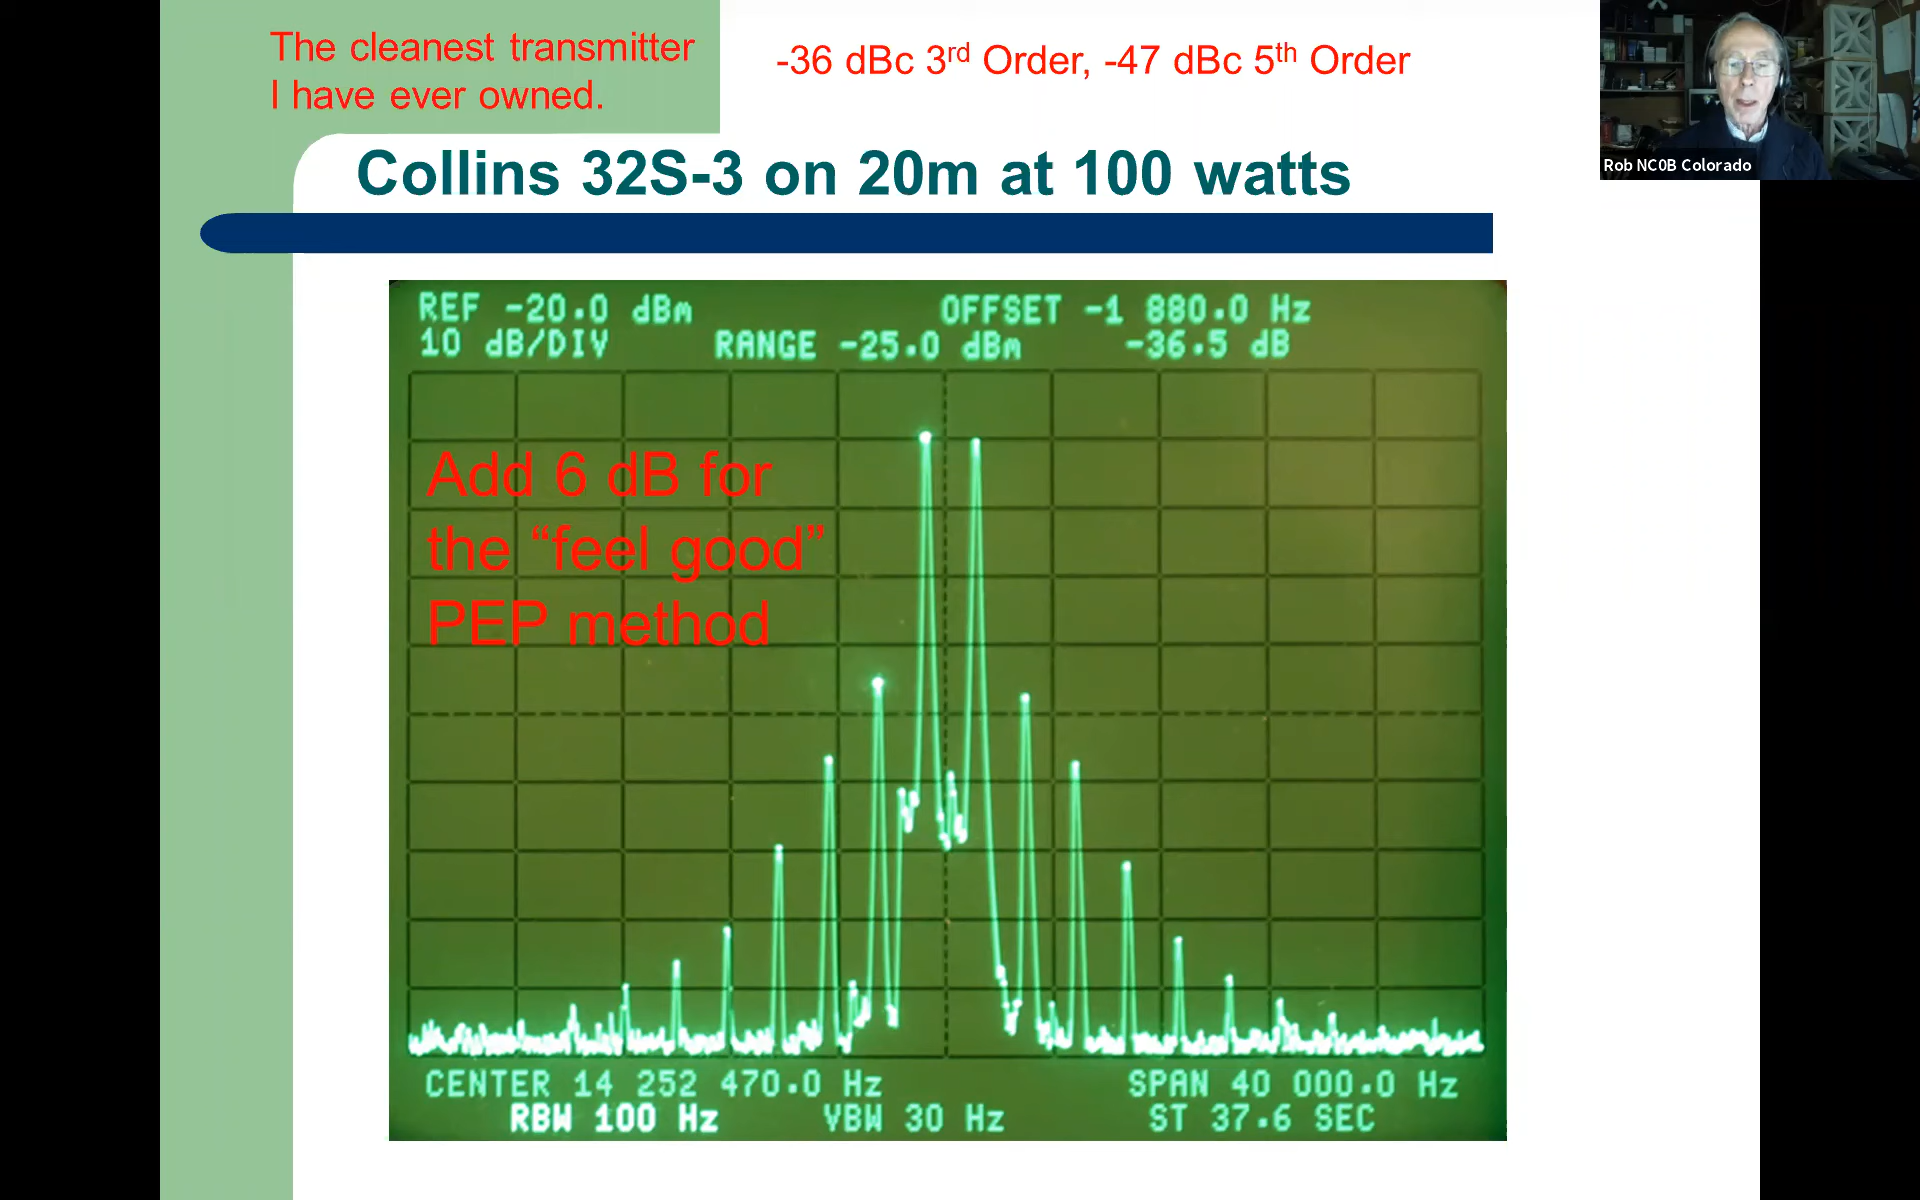 The cleanest transmitter
I have ever owned.
-36 dBc 3rd Order, -47 dBc 5th Order
Rob NC0B Colorado
Collins 32S-3 on 20m at 100 watts
REF -20.0 dBm
OFFSET -1 880.0 Hz
10 dB/DIV
RANGE -25.0 dBm
-36.5 dB
Add 6 dB for
the “feel good”
PEP method
CENTER 14 252 470.0 Hz
SPAN 40 000.0 Hz
RBW 100 Hz
VBW 30 Hz
ST 37.6 SEC